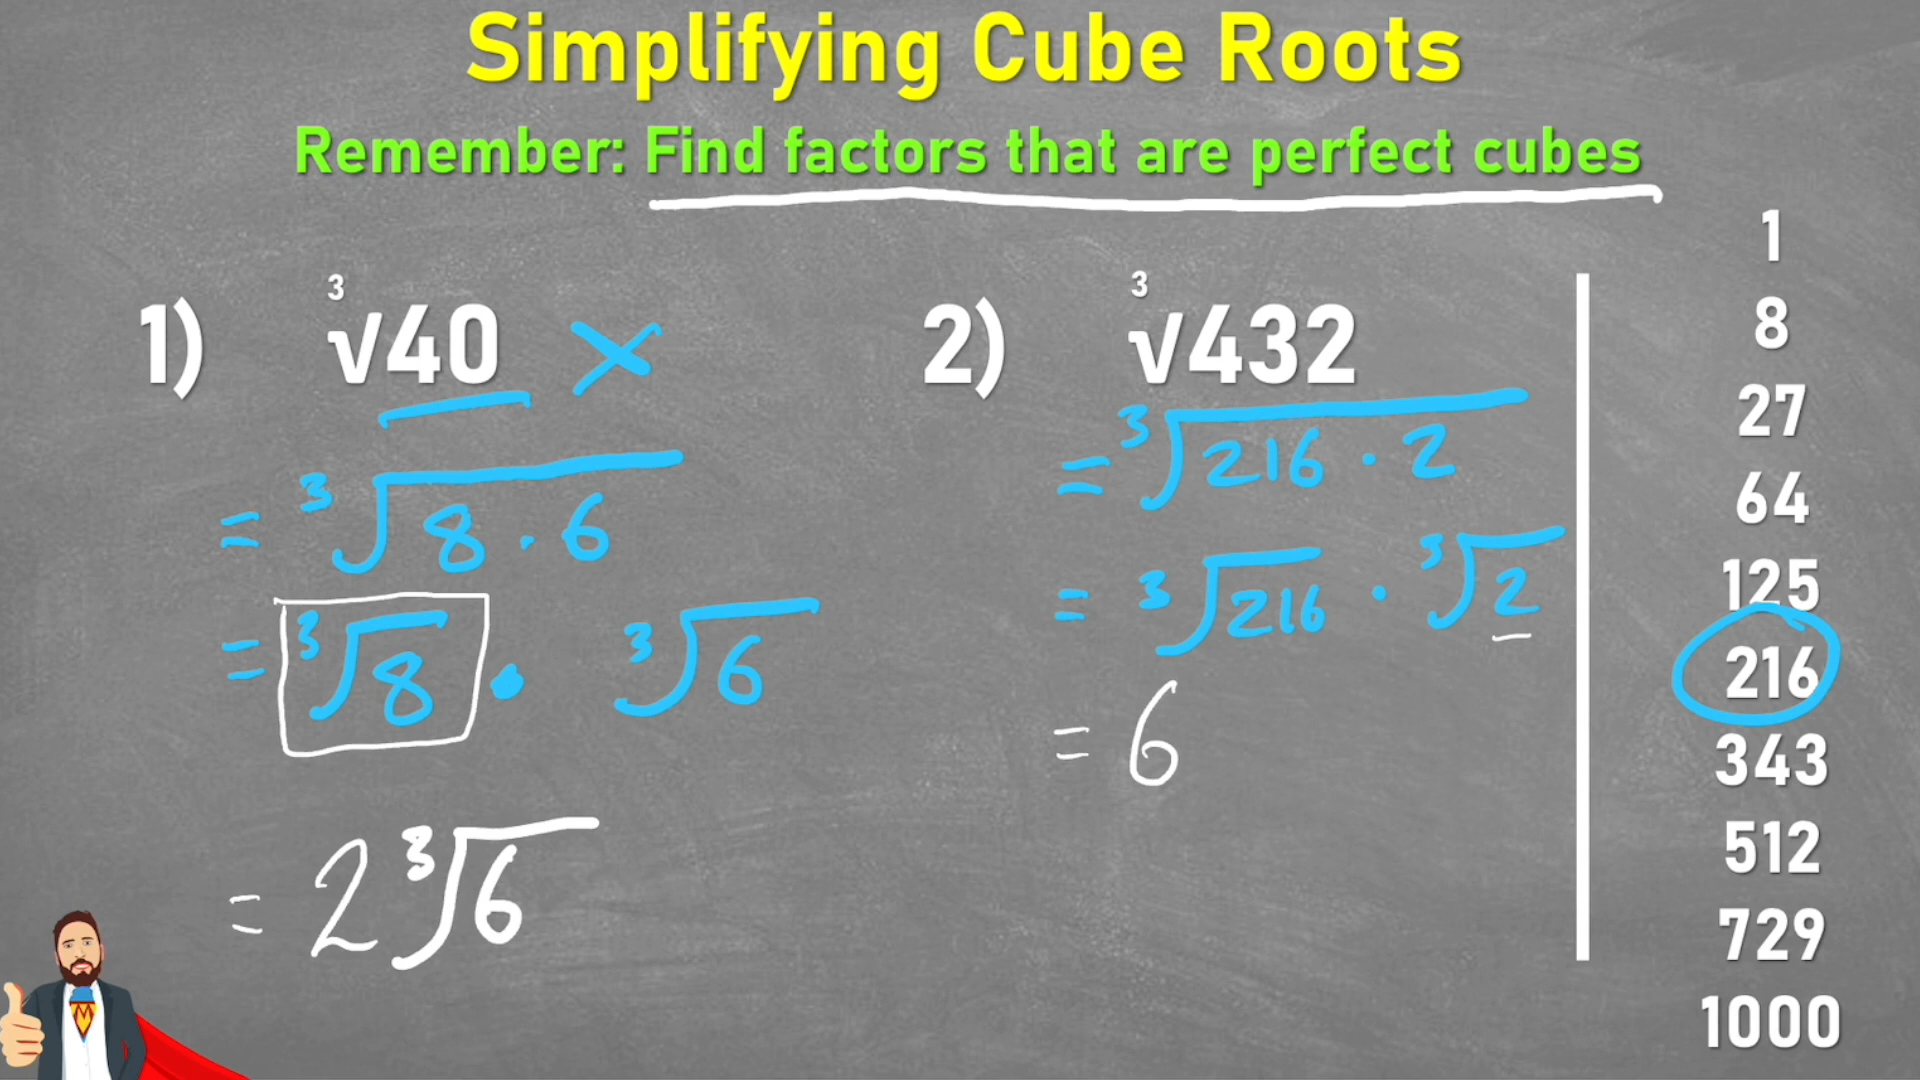 Simplifying Cube Roots
Remember: Find factors that are perfect cubes
1) ³√40 ×
= ³√8 · 6
= ³√8 · ³√6
= 2 ³√6
2) ³√432
= ³√216 · 2
= ³√216 · ³√2
= 6
1
8
27
64
125
216
343
512
729
1000
M